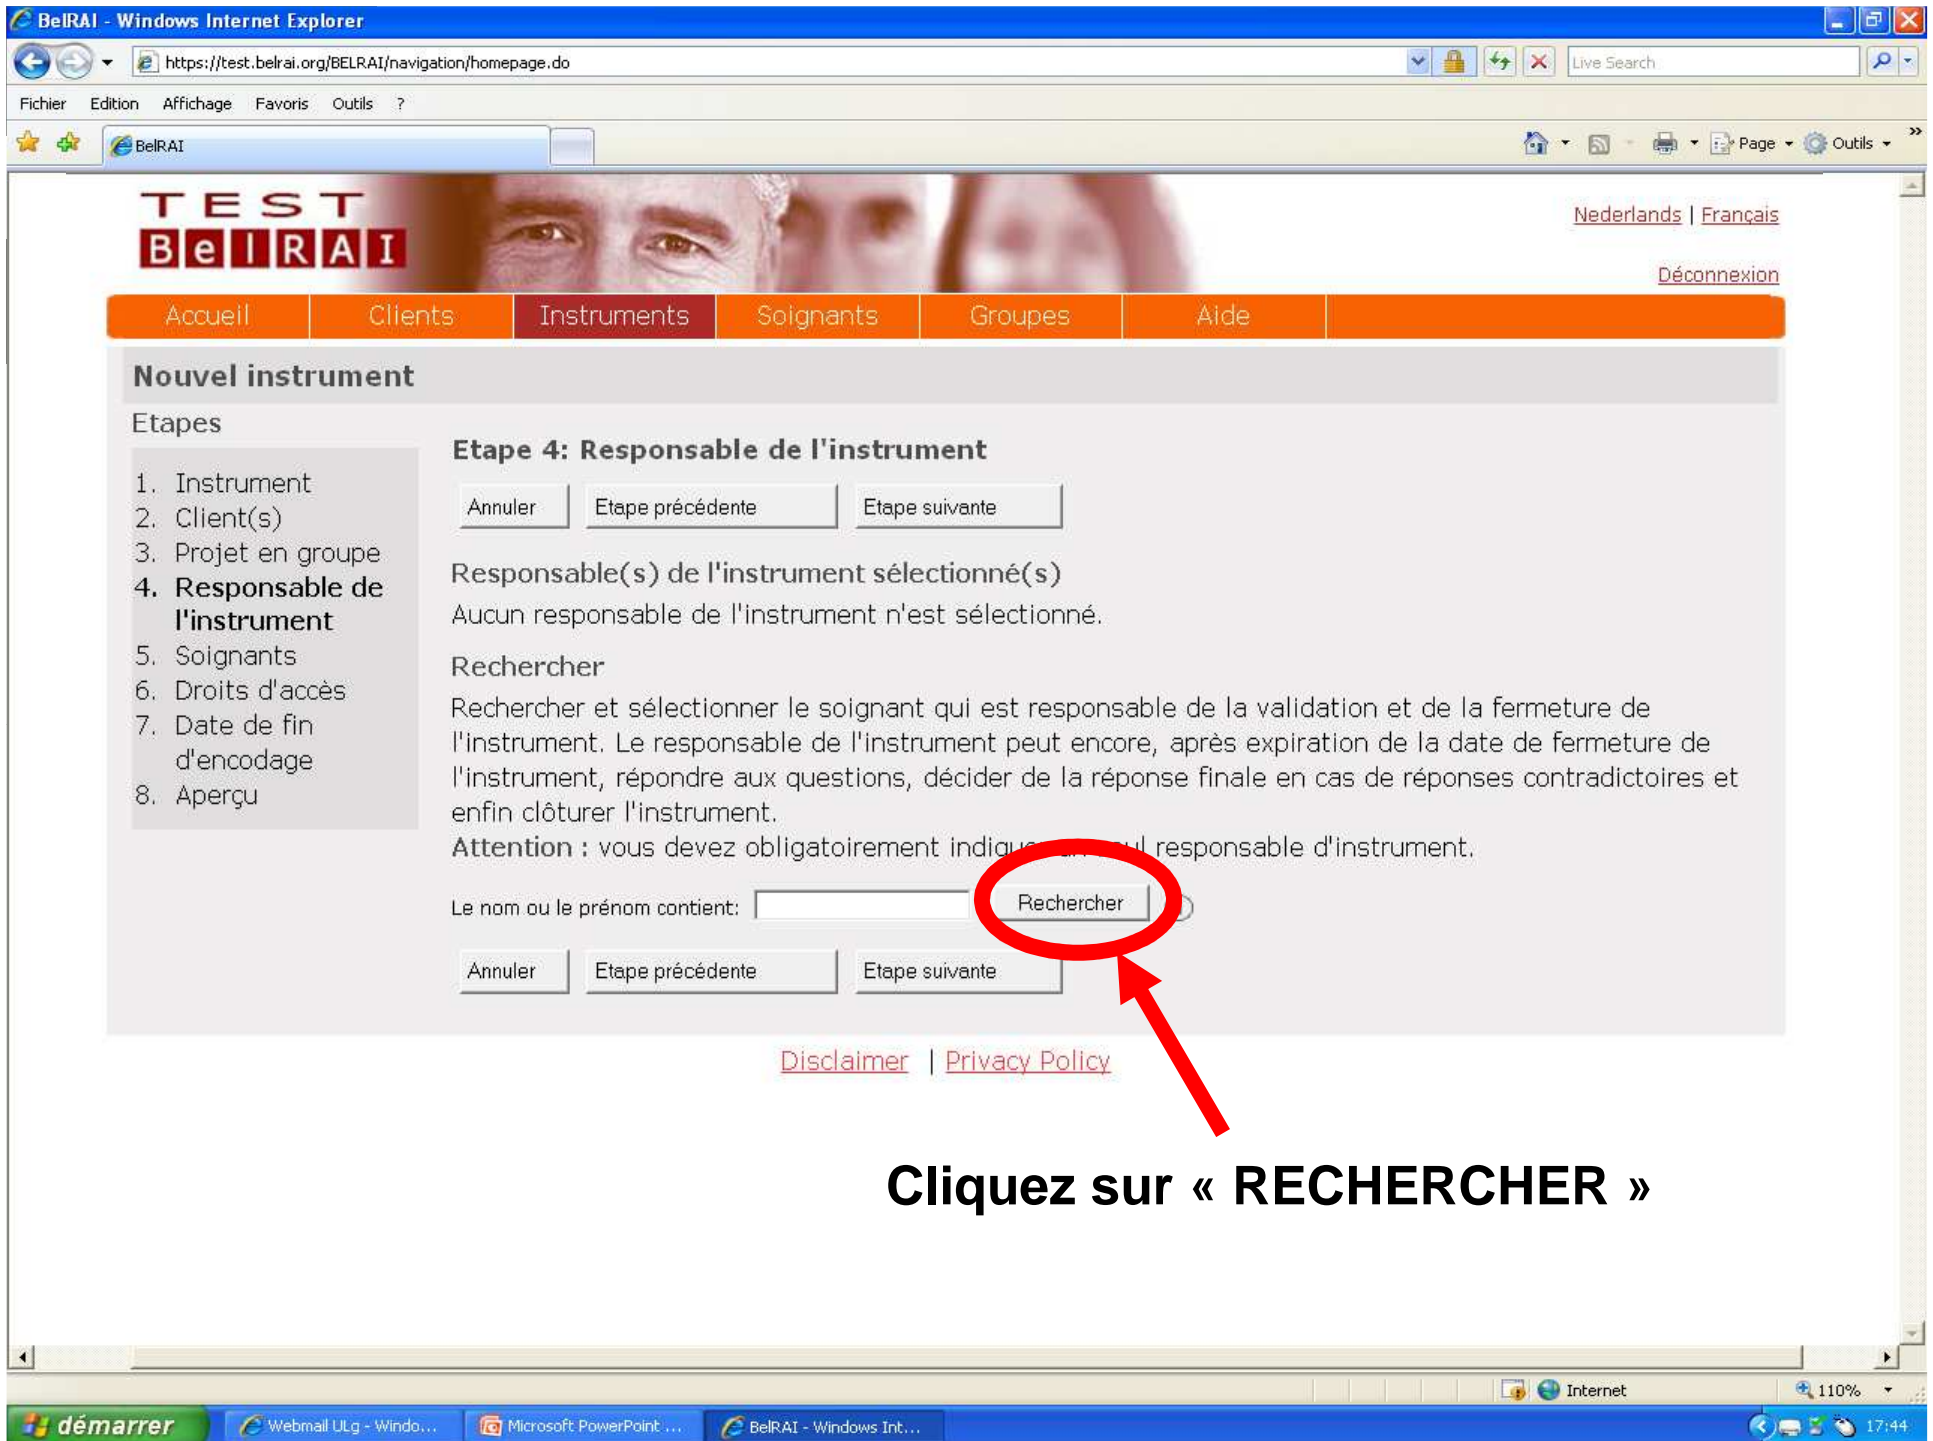 BelRAI - Windows Internet Explorer
https://test.belrai.org/BELRAI/navigation/homepage.do
Live Search
Fichier Edition Affichage Favoris Outils ?
BelRAI
Page Outils »
TEST
BelRAI
Nederlands | Français
Déconnexion
Accueil Clients Instruments Soignants Groupes Aide
Nouvel instrument
Etapes
1. Instrument
2. Client(s)
3. Projet en groupe
4. Responsable de
l'instrument
5. Soignants
6. Droits d'accès
7. Date de fin
d'encodage
8. Aperçu
Etape 4: Responsable de l'instrument
Annuler Etape précédente Etape suivante
Responsable(s) de l'instrument sélectionné(s)
Aucun responsable de l'instrument n'est sélectionné.
Rechercher
Rechercher et sélectionner le soignant qui est responsable de la validation et de la fermeture de
l'instrument. Le responsable de l'instrument peut encore, après expiration de la date de fermeture de
l'instrument, répondre aux questions, décider de la réponse finale en cas de réponses contradictoires et
enfin clôturer l'instrument.
Attention : vous devez obligatoirement responsable d'instrument.
Le nom ou le prénom contient: Rechercher
Annuler Etape précédente Etape suivante
Disclaimer | Privacy Policy
Cliquez sur « RECHERCHER »
Internet 110%
démarrer Webmail ULg - Windo... Microsoft PowerPoint ... BelRAI - Windows Int... 17:44